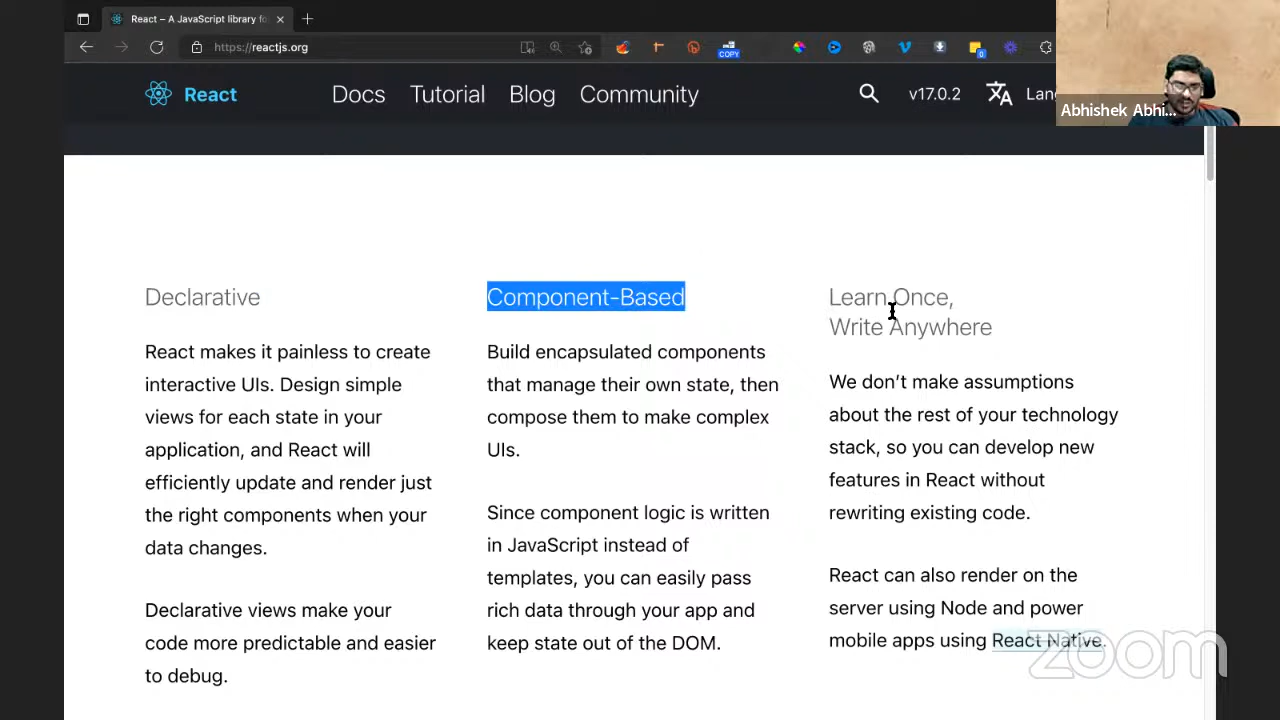 React – A JavaScript library fo
https://reactjs.org
COPY
0
React
Docs
Tutorial
Blog
Community
v17.0.2
Lan
Abhishek Abhi...
Declarative
React makes it painless to create
interactive UIs. Design simple
views for each state in your
application, and React will
efficiently update and render just
the right components when your
data changes.
Declarative views make your
code more predictable and easier
to debug.
Component-Based
Build encapsulated components
that manage their own state, then
compose them to make complex
UIs.
Since component logic is written
in JavaScript instead of
templates, you can easily pass
rich data through your app and
keep state out of the DOM.
Learn Once,
Write Anywhere
We don’t make assumptions
about the rest of your technology
stack, so you can develop new
features in React without
rewriting existing code.
React can also render on the
server using Node and power
mobile apps using React Native.
zoom